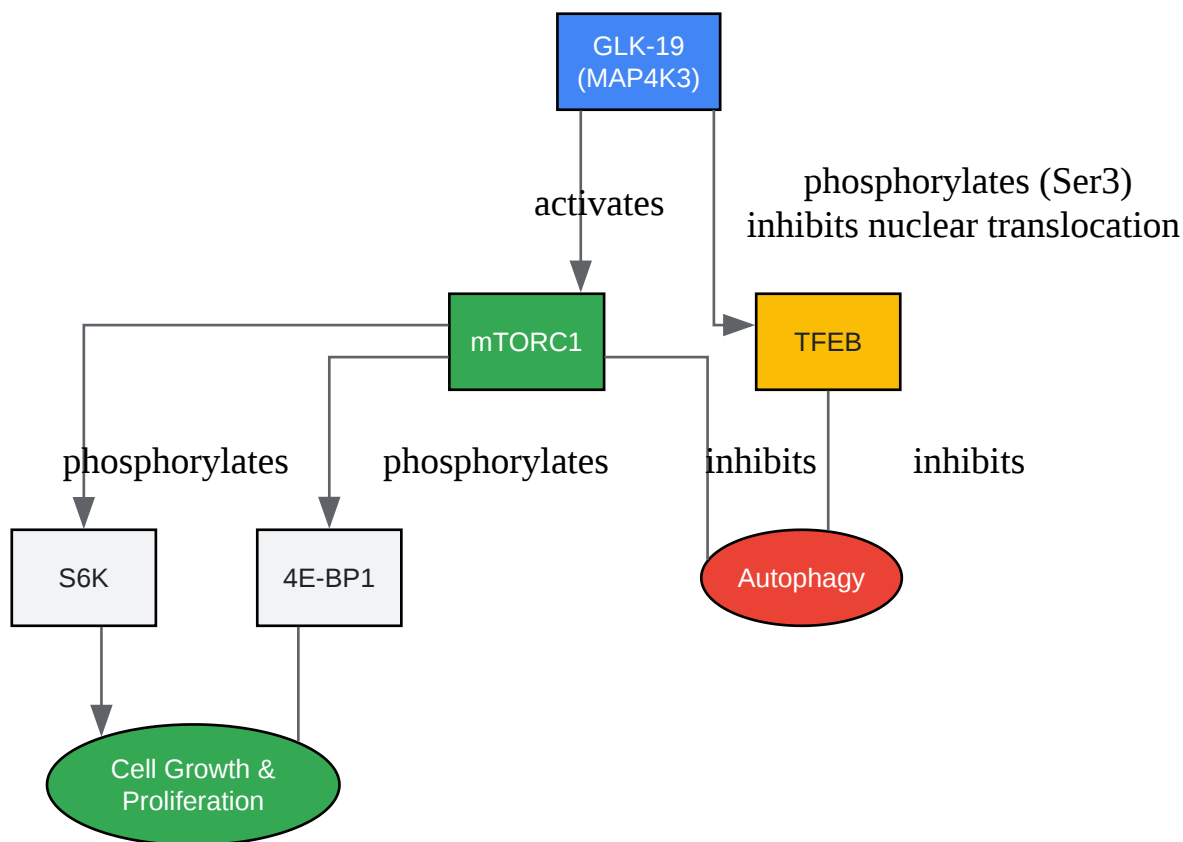 GLK-19
(MAP4K3)
phosphorylates (Ser3)
inhibits nuclear translocation
activates
mTORC1
TFEB
phosphorylates
phosphorylates
inhibits
inhibits
S6K
4E-BP1
Autophagy
Cell Growth &
Proliferation